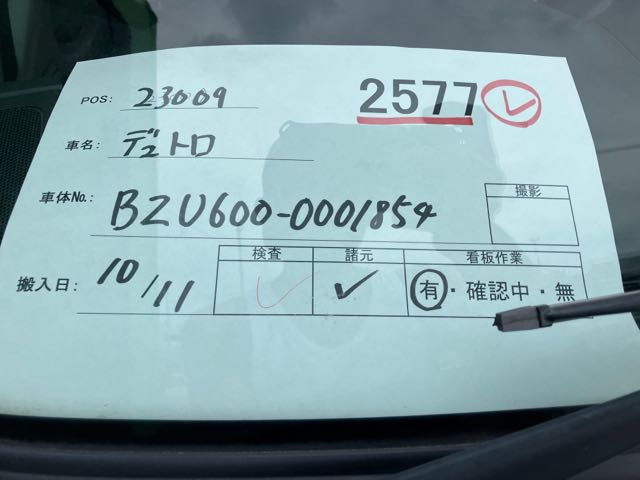 POS: 23009 2577
車名: デュトロ
車体No.: BZU600-0001854 撮影
検査 諸元 看板作業
搬入日: 10/11 ✓ ✓ 有・確認中・無